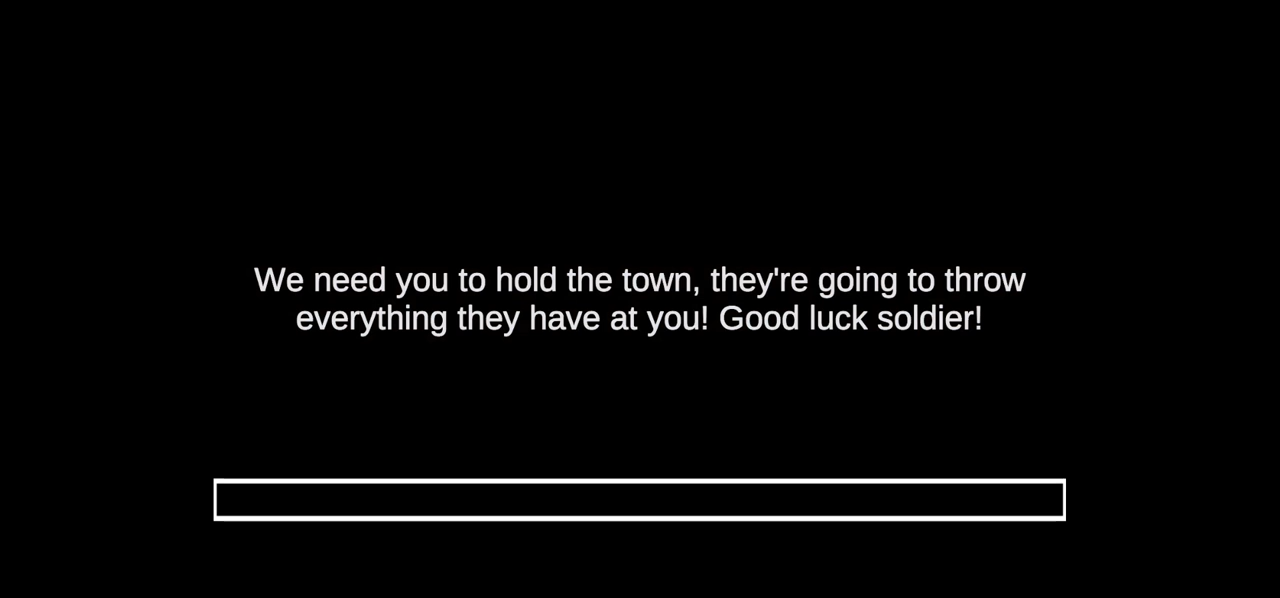 We need you to hold the town, they're going to throw
everything they have at you! Good luck soldier!